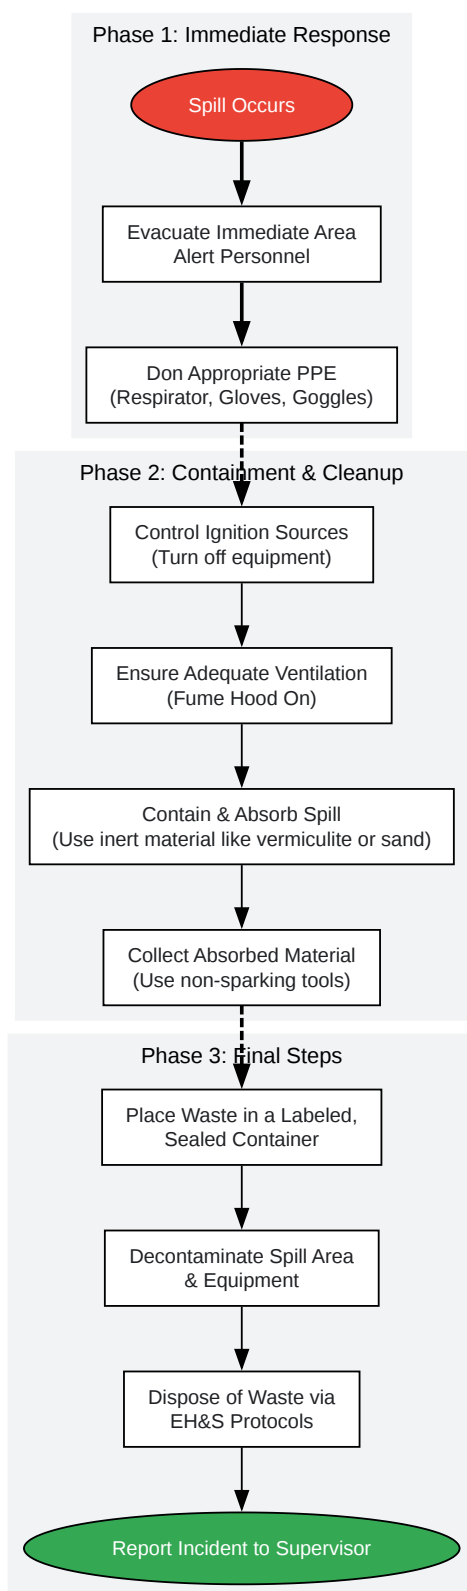 Phase 1: Immediate Response
Spill Occurs
Evacuate Immediate Area
Alert Personnel
Don Appropriate PPE
(Respirator, Gloves, Goggles)
Phase 2: Containment & Cleanup
Control Ignition Sources
(Turn off equipment)
Ensure Adequate Ventilation
(Fume Hood On)
Contain & Absorb Spill
(Use inert material like vermiculite or sand)
Collect Absorbed Material
(Use non-sparking tools)
Phase 3: Final Steps
Place Waste in a Labeled,
Sealed Container
Decontaminate Spill Area
& Equipment
Dispose of Waste via
EH&S Protocols
Report Incident to Supervisor